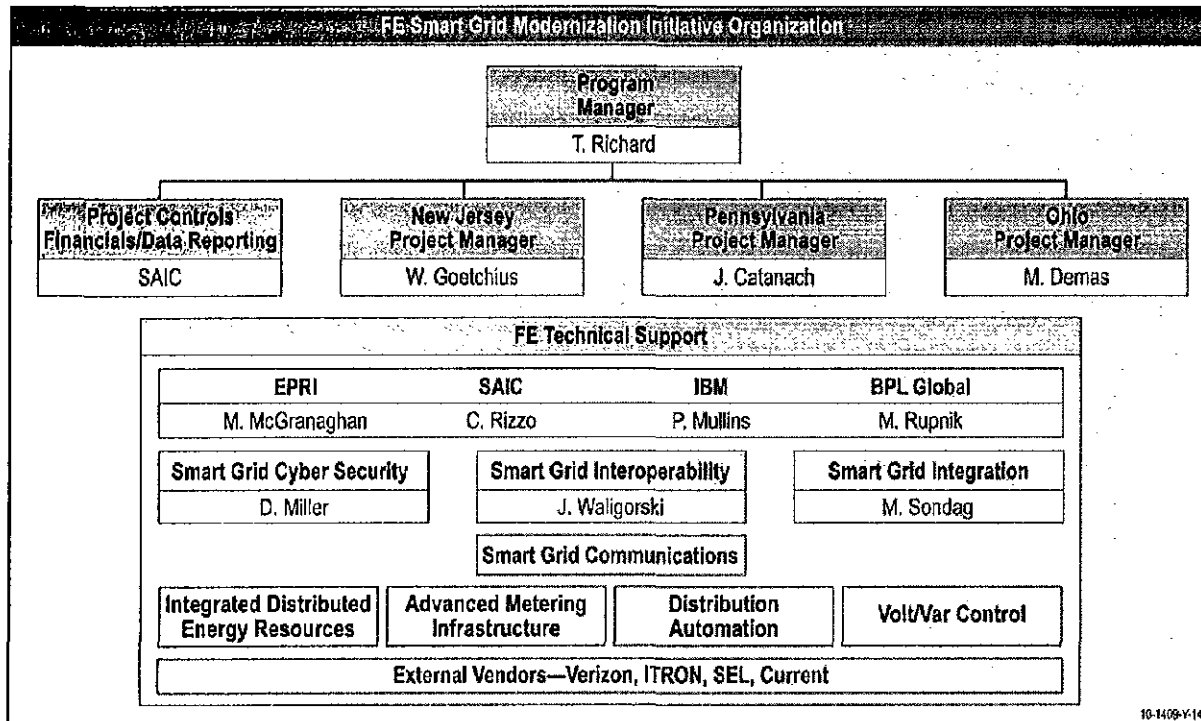 FE Smart Grid Modernization Initiative Organization
Program
Manager
T. Richard
Project Controls
Financials/Data Reporting
SAIC
New Jersey
Project Manager
W. Goetchius
Pennsylvania
Project Manager
J. Catanach
Ohio
Project Manager
M. Demas
FE Technical Support
EPRI SAIC IBM BPL Global
M. McGranaghan C. Rizzo P. Mullins M. Rupnik
Smart Grid Cyber Security
D. Miller
Smart Grid Interoperability
J. Waligorski
Smart Grid Integration
M. Sondag
Smart Grid Communications
Integrated Distributed
Energy Resources
Advanced Metering
Infrastructure
Distribution
Automation
Volt/Var Control
External Vendors—Verizon, ITRON, SEL, Current
10-1409-Y-14